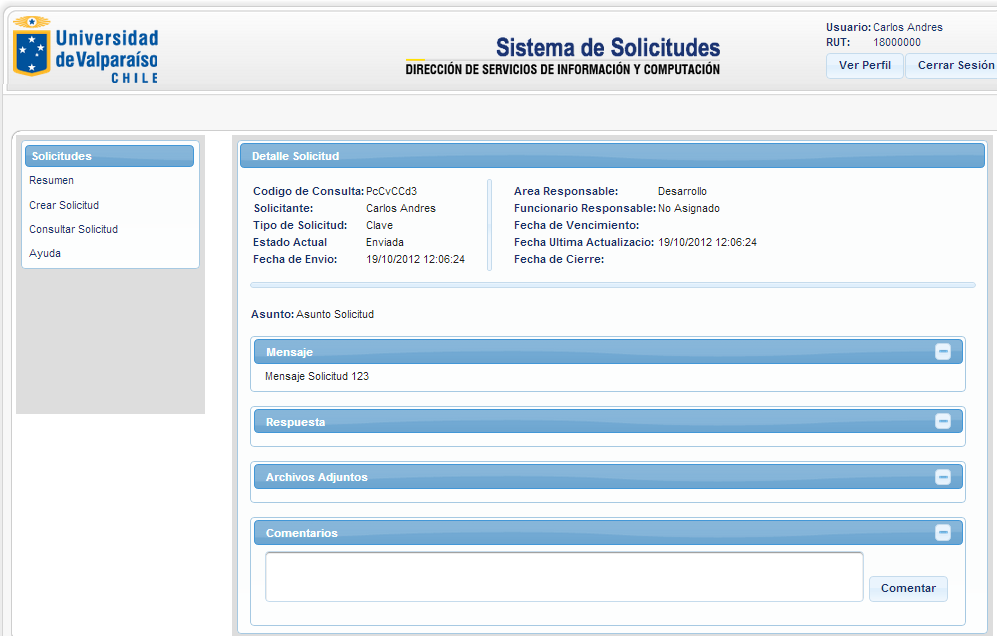 Universidad
de Valparaíso
CHILE
Sistema de Solicitudes
DIRECCIÓN DE SERVICIOS DE INFORMACIÓN Y COMPUTACIÓN
Usuario: Carlos Andres
RUT: 18000000
Ver Perfil
Cerrar Sesión
Solicitudes
Resumen
Crear Solicitud
Consultar Solicitud
Ayuda
Detalle Solicitud
Codigo de Consulta: PcCvCCd3
Solicitante: Carlos Andres
Tipo de Solicitud: Clave
Estado Actual Enviada
Fecha de Envio: 19/10/2012 12:06:24
Area Responsable: Desarrollo
Funcionario Responsable: No Asignado
Fecha de Vencimiento:
Fecha Ultima Actualizacio: 19/10/2012 12:06:24
Fecha de Cierre:
Asunto: Asunto Solicitud
Mensaje
Mensaje Solicitud 123
Respuesta
Archivos Adjuntos
Comentarios
Comentar